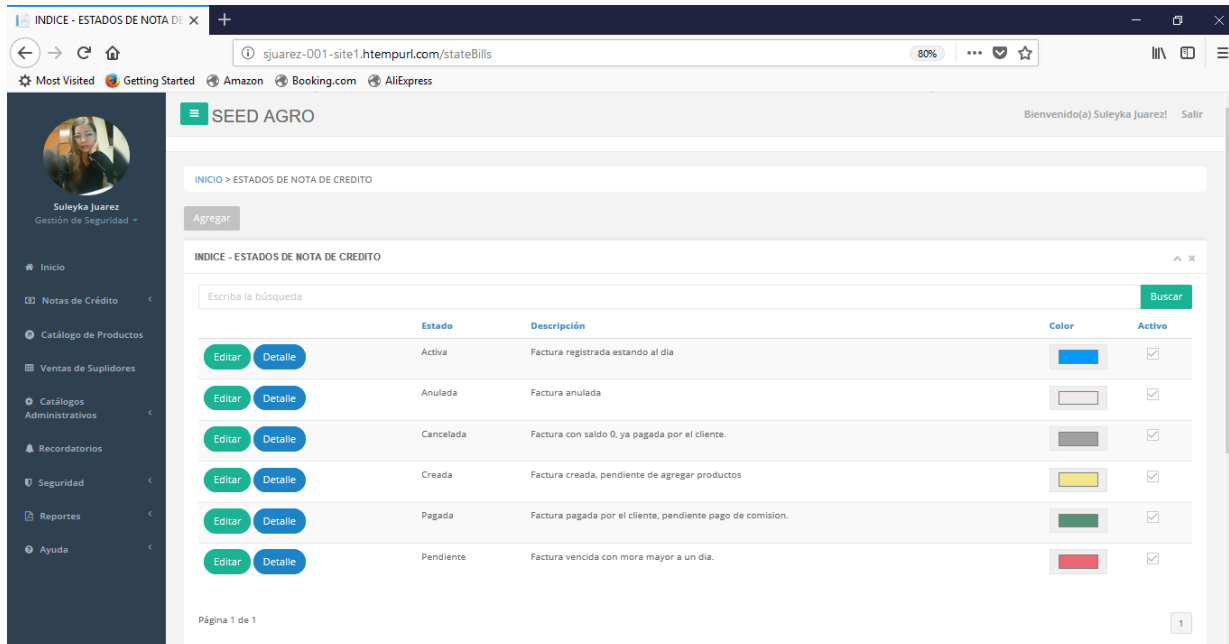 INDICE - ESTADOS DE NOTA DE
sjuarez-001-site1.htempurl.com/stateBills
80%
Most Visited Getting Started Amazon Booking.com AliExpress
SEED AGRO
Bienvenido(a) Suleyka Juarez! Salir
Suleyka Juarez
Gestión de Seguridad
Inicio
Notas de Crédito
Catálogo de Productos
Ventas de Suplidores
Catálogos
Administrativos
Recordatorios
Seguridad
Reportes
Ayuda
INICIO > ESTADOS DE NOTA DE CREDITO
Agregar
INDICE - ESTADOS DE NOTA DE CREDITO
Escriba la búsqueda Buscar
Estado Descripción Color Activo
Editar Detalle Activa Factura registrada estando al dia
Editar Detalle Anulada Factura anulada
Editar Detalle Cancelada Factura con saldo 0, ya pagada por el cliente.
Editar Detalle Creada Factura creada, pendiente de agregar productos
Editar Detalle Pagada Factura pagada por el cliente, pendiente pago de comision.
Editar Detalle Pendiente Factura vencida con mora mayor a un dia.
Página 1 de 1
1